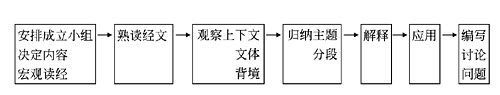 安排成立小组
决定内容
宏观读经
熟读经文
观察上下文
文体
背境
归纳主题
分段
解释
应用
编写
讨论
问题